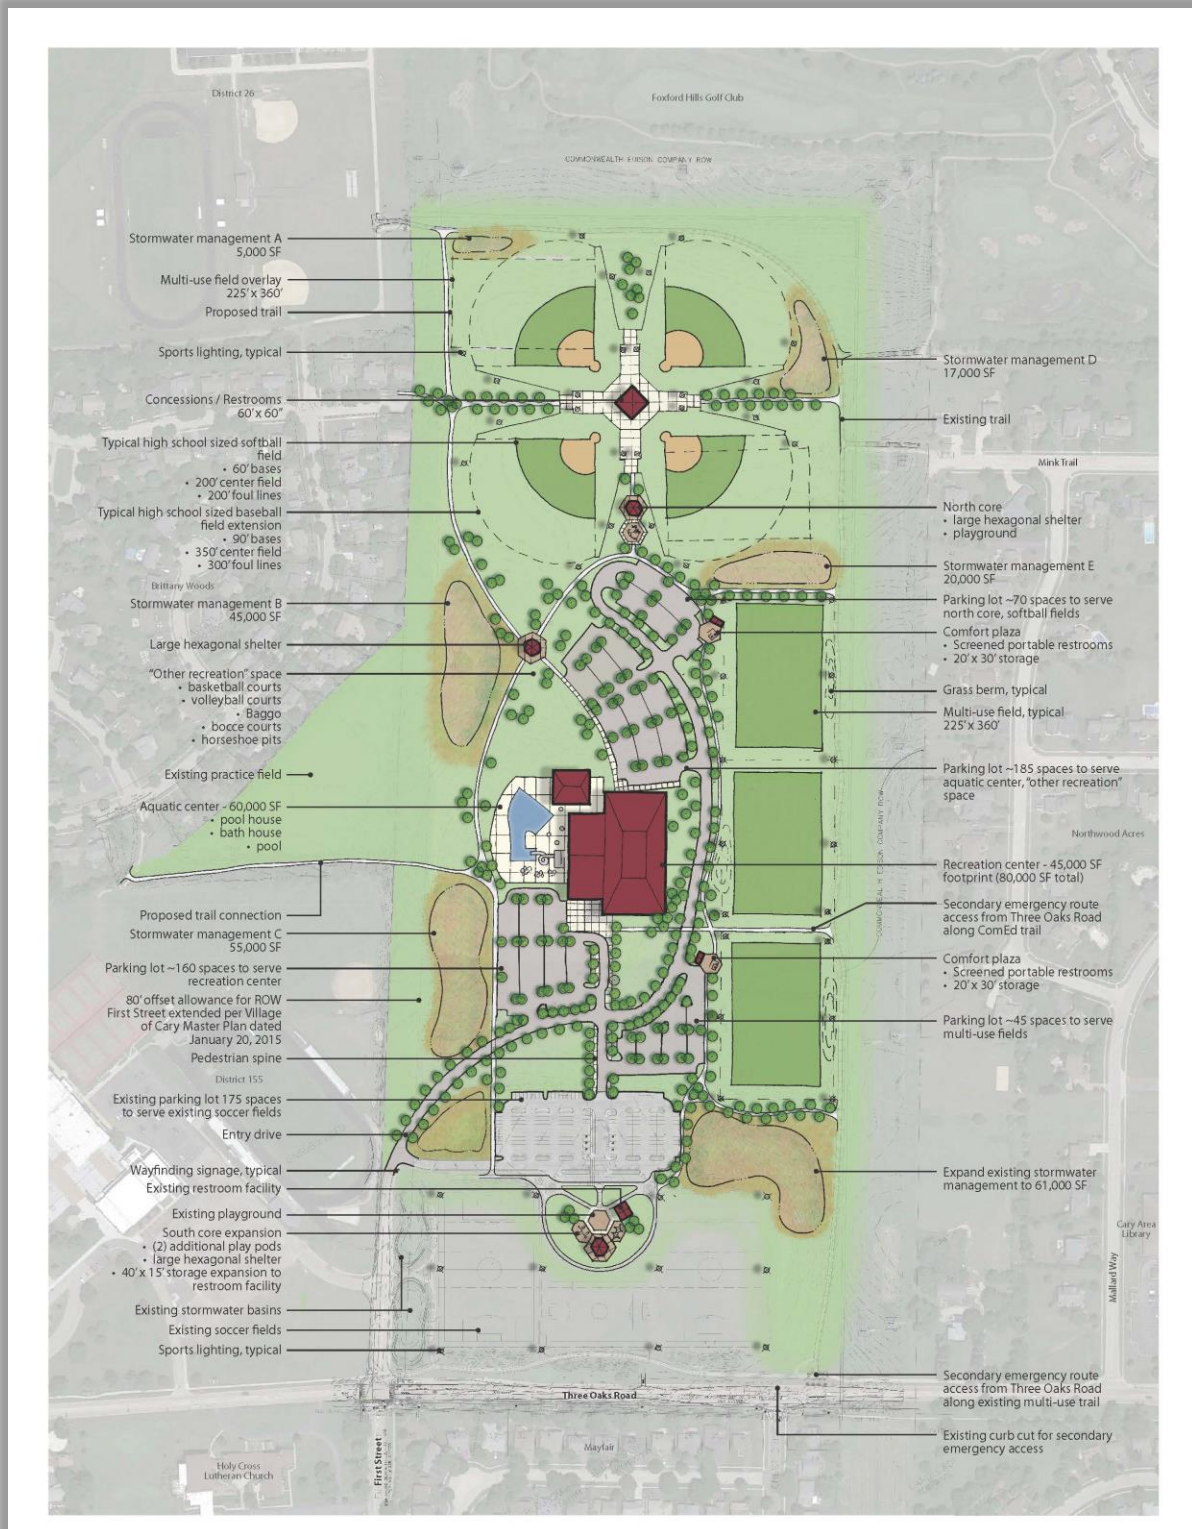 District 26
Foxford Hills Golf Club
COMMONWEALTH EDISON COMPANY ROW
Stormwater management A
5,000 SF
Multi-use field overlay
225' x 360'
Proposed trail
Sports lighting, typical
Concessions / Restrooms
60' x 60"
Typical high school sized softball
field
• 60' bases
• 200' center field
• 200' foul lines
Typical high school sized baseball
field extension
• 90' bases
• 350' center field
• 300' foul lines
Brittany Woods
Stormwater management B
45,000 SF
Large hexagonal shelter
"Other recreation" space
• basketball courts
• volleyball courts
• Baggo
• bocce courts
• horseshoe pits
Existing practice field
Aquatic center - 60,000 SF
• pool house
• bath house
• pool
Proposed trail connection
Stormwater management C
55,000 SF
Parking lot ~160 spaces to serve
recreation center
80' offset allowance for ROW
First Street extended per Village
of Cary Master Plan dated
January 20, 2015
Pedestrian spine
District 155
Existing parking lot 175 spaces
to serve existing soccer fields
Entry drive
Wayfinding signage, typical
Existing restroom facility
Existing playground
South core expansion
• (2) additional play pods
• large hexagonal shelter
• 40' x 15' storage expansion to
restroom facility
Existing stormwater basins
Existing soccer fields
Sports lighting, typical
Stormwater management D
17,000 SF
Existing trail
Mink Trail
North core
• large hexagonal shelter
• playground
Stormwater management E
20,000 SF
Parking lot ~70 spaces to serve
north core, softball fields
Comfort plaza
• Screened portable restrooms
• 20' x 30' storage
Grass berm, typical
Multi-use field, typical
225' x 360'
Parking lot ~185 spaces to serve
aquatic center, "other recreation"
space
COMMONWEALTH EDISON COMPANY ROW
Northwood Acres
Recreation center - 45,000 SF
footprint (80,000 SF total)
Secondary emergency route
access from Three Oaks Road
along ComEd trail
Comfort plaza
• Screened portable restrooms
• 20' x 30' storage
Parking lot ~45 spaces to serve
multi-use fields
Expand existing stormwater
management to 61,000 SF
Cary Area
Library
Mallard Way
Secondary emergency route
access from Three Oaks Road
along existing multi-use trail
Three Oaks Road
Existing curb cut for secondary
emergency access
Mayfair
First Street
Holy Cross
Lutheran Church